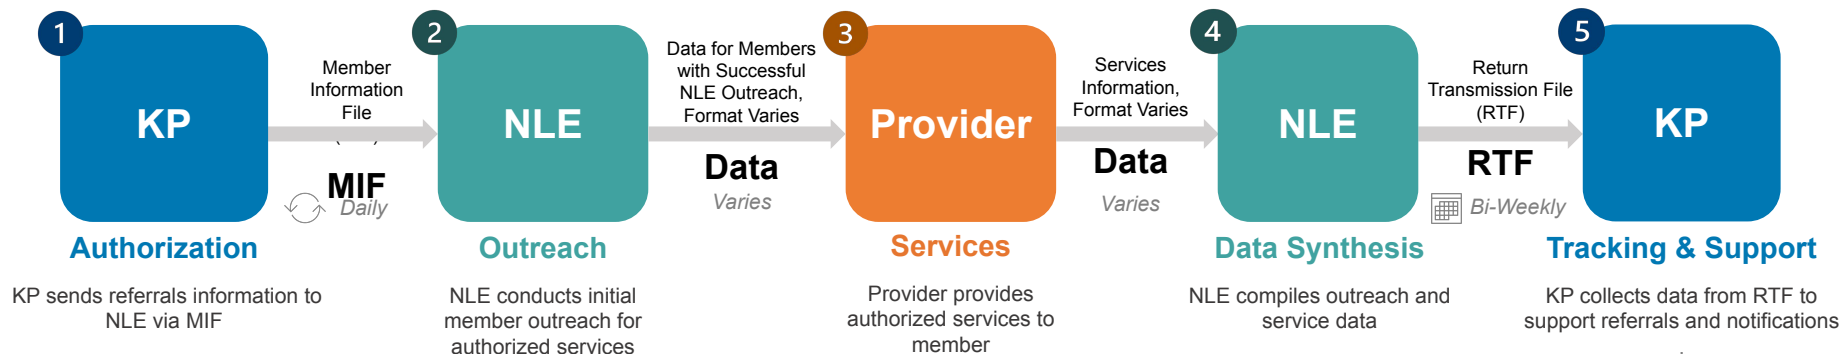 1
KP
Authorization
KP sends referrals information to
NLE via MIF
Member
Information
File
MIF
Daily
2
NLE
Outreach
NLE conducts initial
member outreach for
authorized services
Data for Members
with Successful
NLE Outreach,
Format Varies
Data
Varies
3
Provider
Services
Provider provides
authorized services to
member
Services
Information,
Format Varies
Data
Varies
4
NLE
Data Synthesis
NLE compiles outreach and
service data
Return
Transmission File
(RTF)
RTF
Bi-Weekly
5
KP
Tracking & Support
KP collects data from RTF to
support referrals and notifications